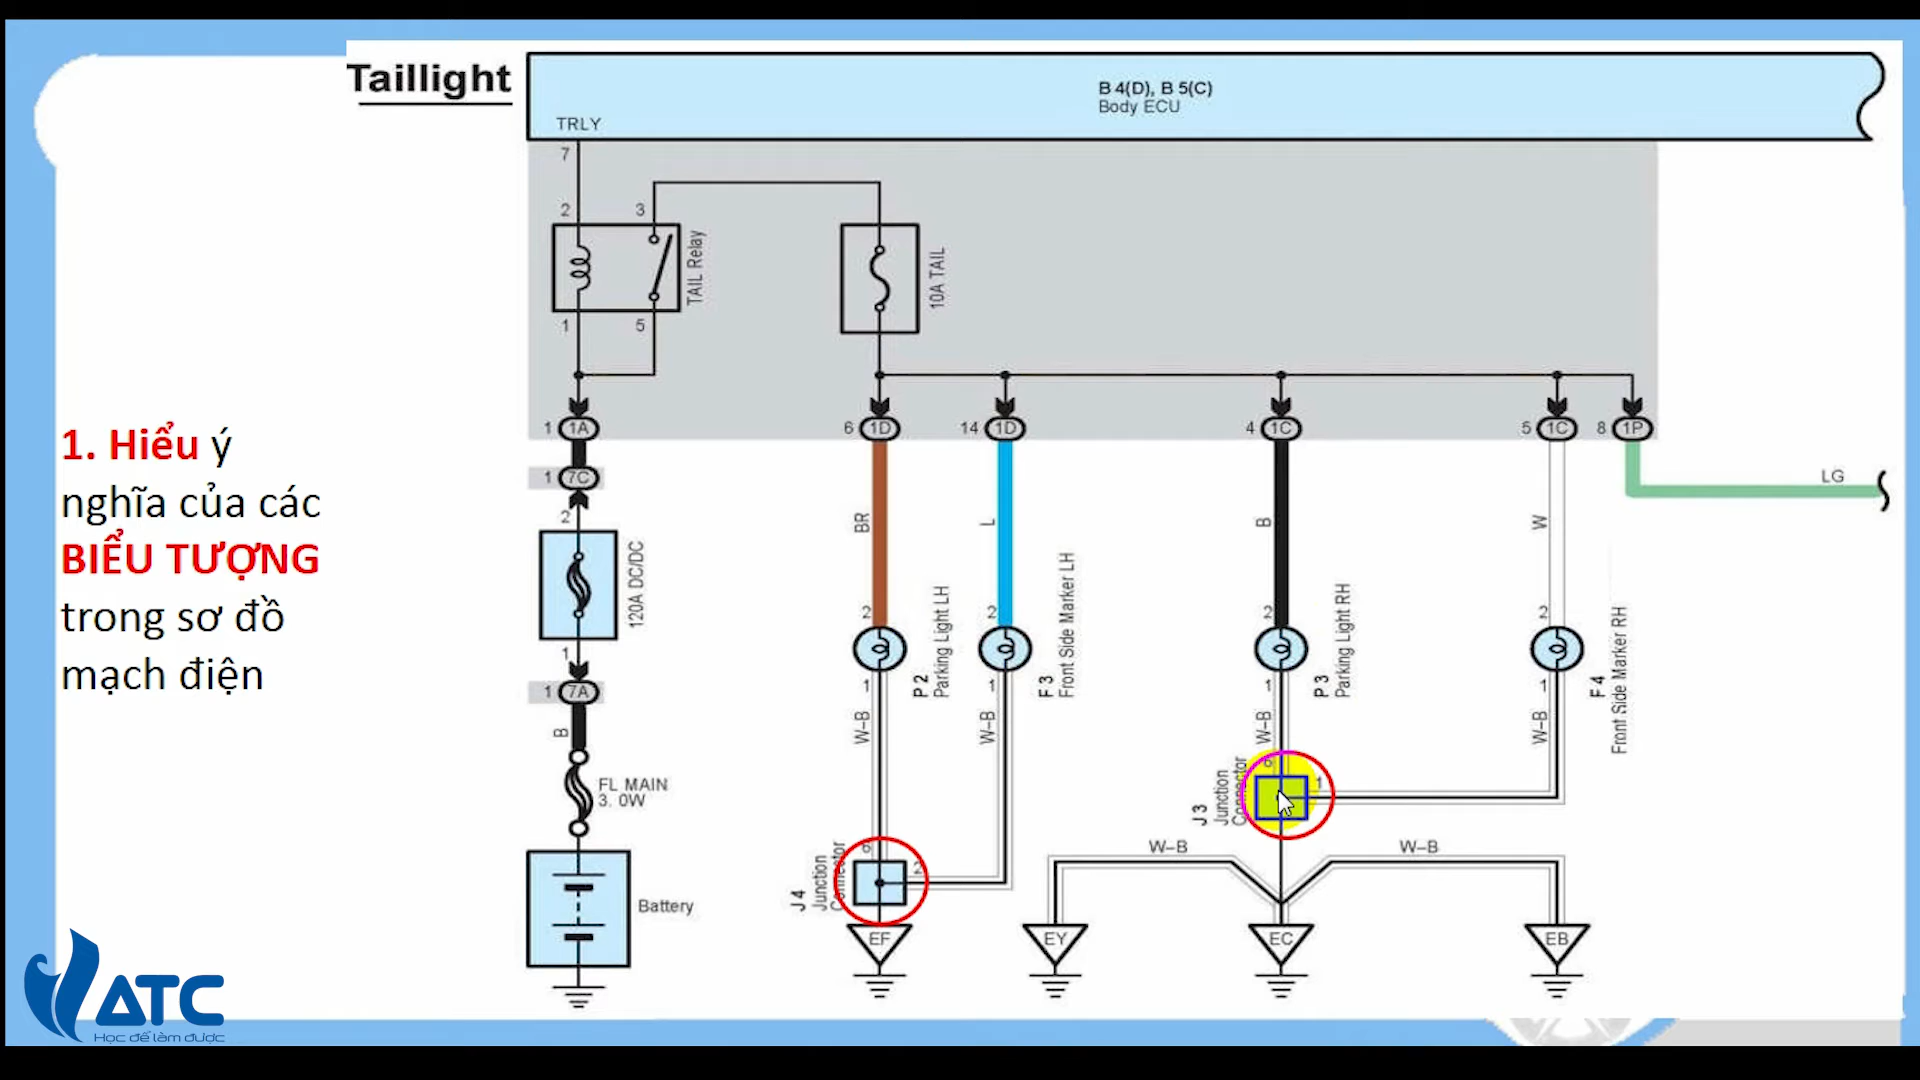 Taillight
B 4(D), B 5(C)
Body ECU
TRLY
7
2
3
TAIL Relay
10A TAIL
1
5
1 1A
6 1D
14 1D
4 1C
5 1C
8 1P
1 7C
LG
2
BR
L
B
W
120A DC/DC
1. Hiểu ý
nghĩa của các
BIỂU TƯỢNG
trong sơ đồ
mạch điện
2
2
2
2
1
1 7A
1
1
1
1
P 2
Parking Light LH
F 3
Front Side Marker LH
P 3
Parking Light RH
F 4
Front Side Marker RH
B
W–B
W–B
W–B
W–B
FL MAIN
3. 0W
6
1
J 3
Junction
Connector
W–B
W–B
6
2
J 4
Junction
Connector
Battery
EF
EY
EC
EB
ATC
Học để làm được